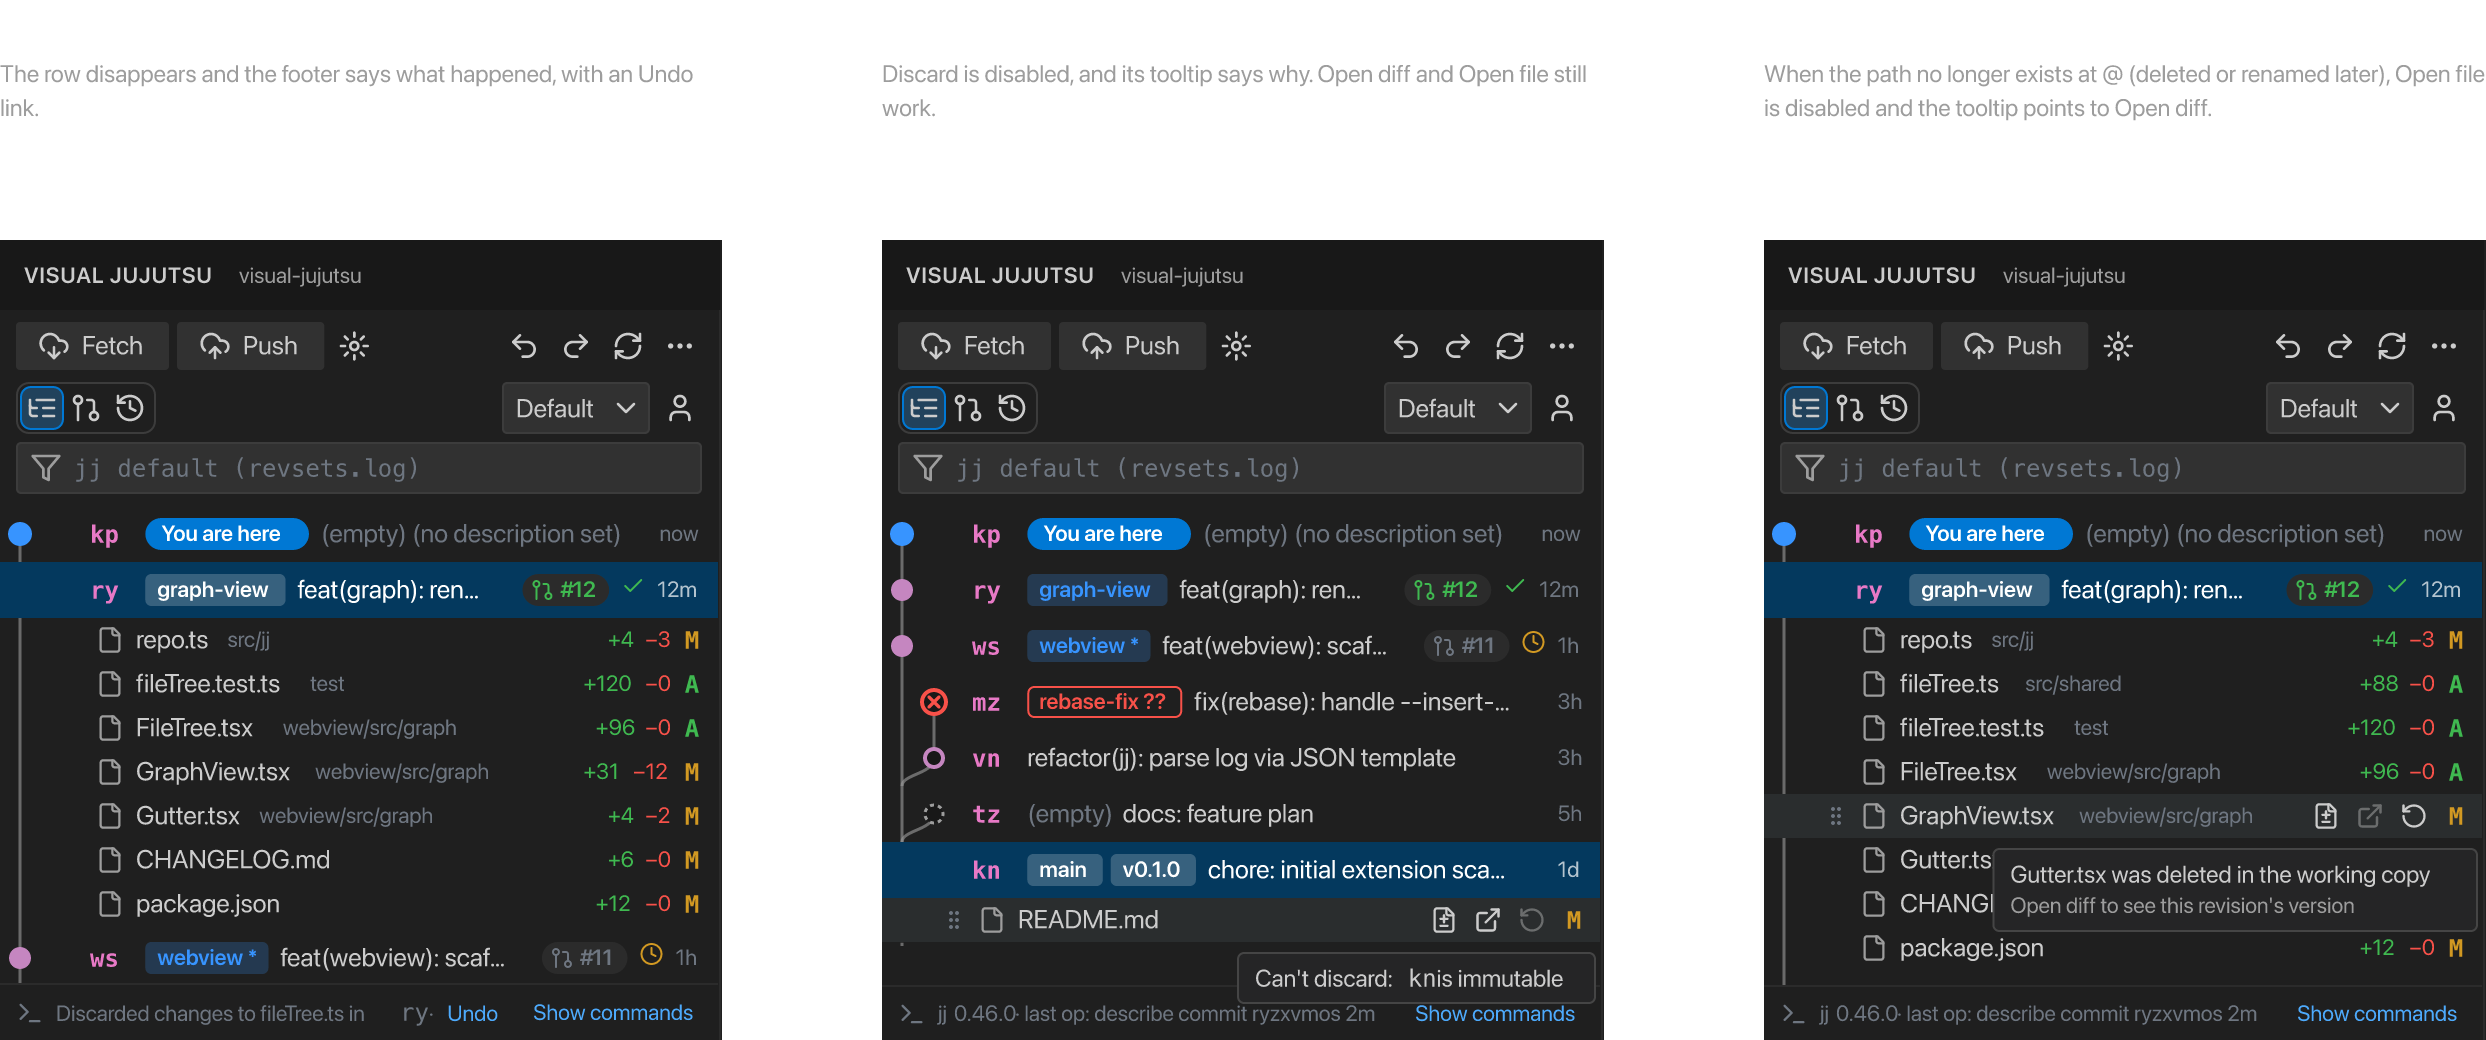 The row disappears and the footer says what happened, with an Undo
link.
Discard is disabled, and its tooltip says why. Open diff and Open file still
work.
When the path no longer exists at @ (deleted or renamed later), Open file
is disabled and the tooltip points to Open diff.
VISUAL JUJUTSU visual-jujutsu
Fetch Push
Default
jj default (revsets.log)
kp You are here (empty) (no description set) now
ry graph-view feat(graph): ren... #12 12m
repo.ts src/jj +4 −3 M
fileTree.test.ts test +120 −0 A
FileTree.tsx webview/src/graph +96 −0 A
GraphView.tsx webview/src/graph +31 −12 M
Gutter.tsx webview/src/graph +4 −2 M
CHANGELOG.md +6 −0 M
package.json +12 −0 M
ws webview * feat(webview): scaf... #11 1h
Discarded changes to fileTree.ts in ry· Undo Show commands
VISUAL JUJUTSU visual-jujutsu
Fetch Push
Default
jj default (revsets.log)
kp You are here (empty) (no description set) now
ry graph-view feat(graph): ren... #12 12m
ws webview * feat(webview): scaf... #11 1h
mz rebase-fix ?? fix(rebase): handle --insert-... 3h
vn refactor(jj): parse log via JSON template 3h
tz (empty) docs: feature plan 5h
kn main v0.1.0 chore: initial extension sca... 1d
README.md M
Can't discard: knis immutable
jj 0.46.0· last op: describe commit ryzxvmos 2m Show commands
VISUAL JUJUTSU visual-jujutsu
Fetch Push
Default
jj default (revsets.log)
kp You are here (empty) (no description set) now
ry graph-view feat(graph): ren... #12 12m
repo.ts src/jj +4 −3 M
fileTree.ts src/shared +88 −0 A
fileTree.test.ts test +120 −0 A
FileTree.tsx webview/src/graph +96 −0 A
GraphView.tsx webview/src/graph M
Gutter.ts
Gutter.tsx was deleted in the working copy
CHANG
Open diff to see this revision's version
package.json +12 −0 M
jj 0.46.0· last op: describe commit ryzxvmos 2m Show commands